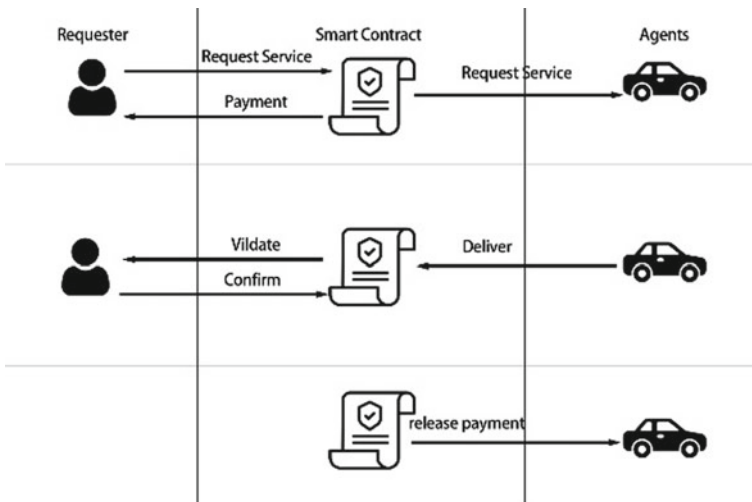 Requester
Smart Contract
Agents
Request Service
Request Service
Payment
Vildate
Deliver
Confirm
release payment